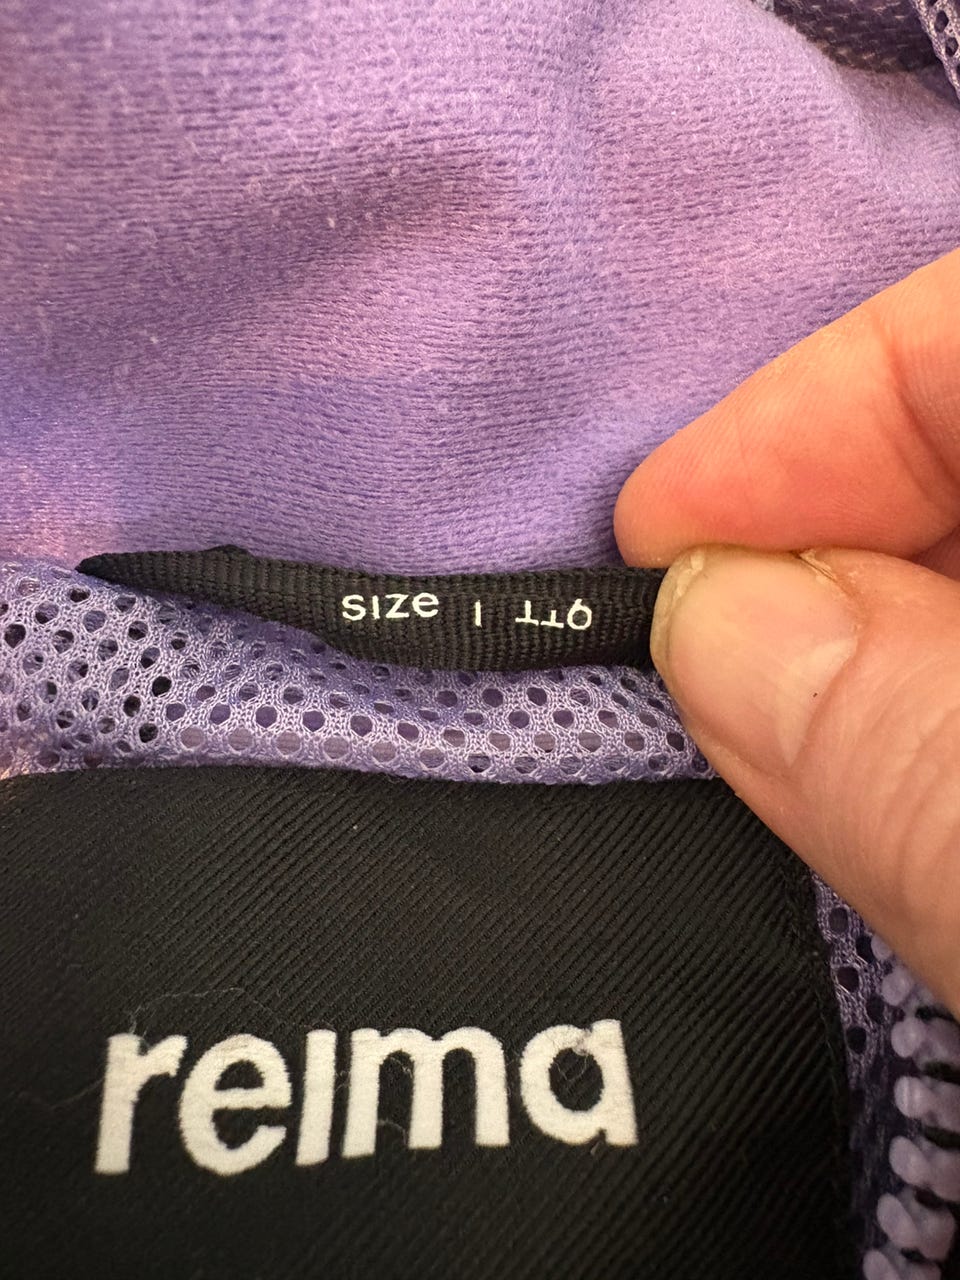 size | 116
reima